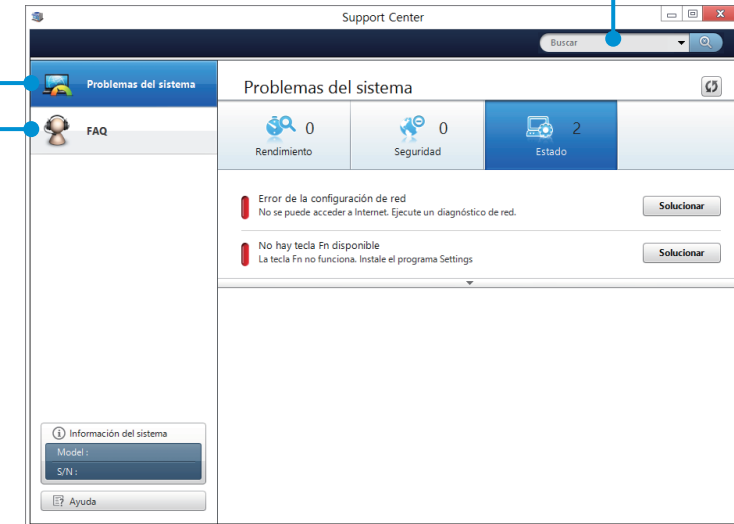 Support Center
Buscar
Problemas del sistema
FAQ
Problemas del sistema
0
Rendimiento
0
Seguridad
2
Estado
Error de la configuración de red
No se puede acceder a Internet. Ejecute un diagnóstico de red.
Solucionar
No hay tecla Fn disponible
La tecla Fn no funciona. Instale el programa Settings
Solucionar
Información del sistema
Model :
S/N :
Ayuda